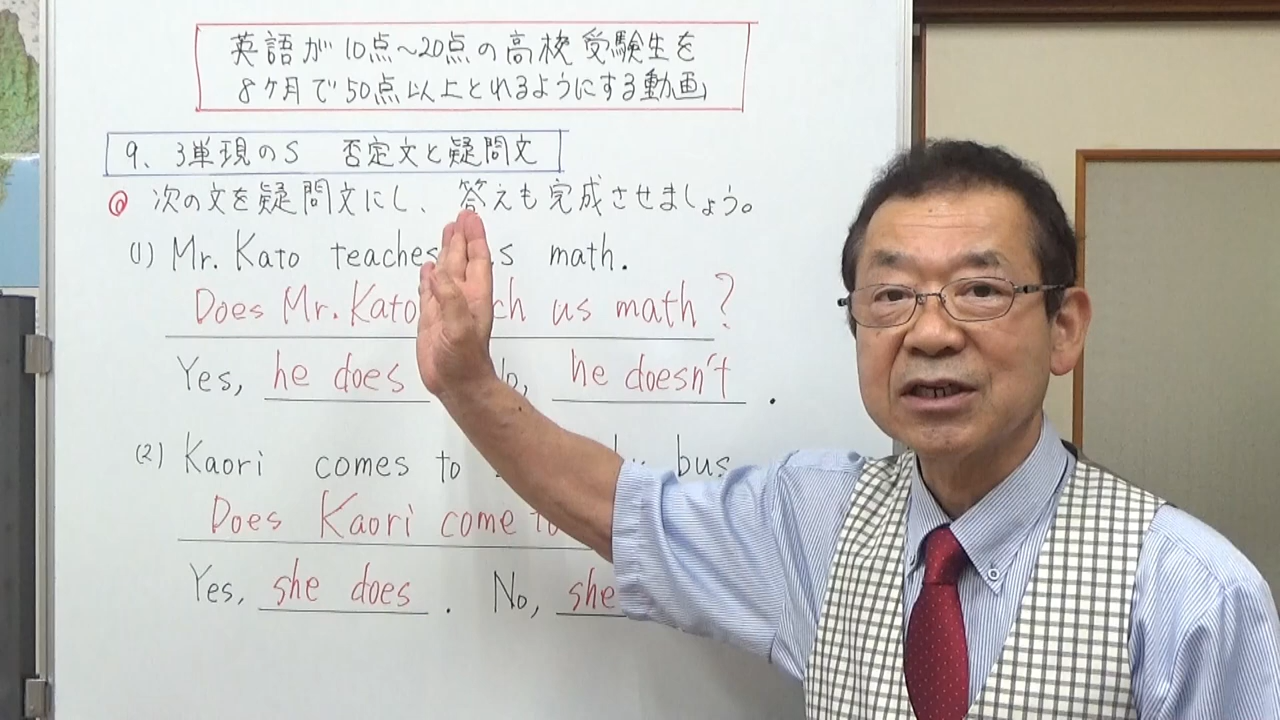 英語が10点~20点の高校受験生を
8ヶ月で50点以上とれるようにする動画
9、3単現のS 否定文と疑問文
Q 次の文を疑問文にし、答えも完成させましょう。
(1) Mr. Kato teaches math.
Does Mr. Kato us math?
Yes, he does he doesn't.
(2) Kaori comes to bus
Does Kaori come to
Yes, she does. No, she